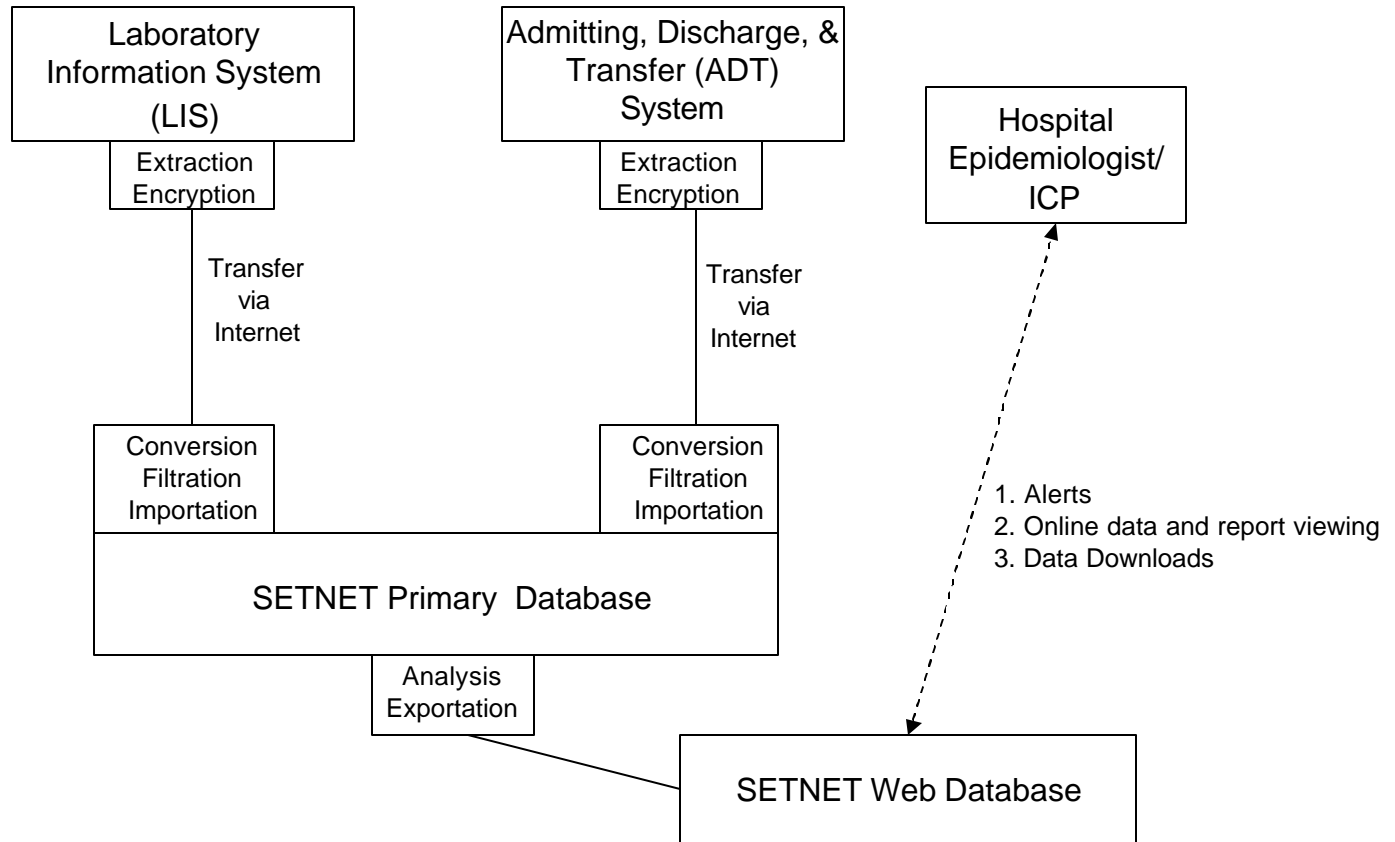 Laboratory
Information System
(LIS)
Extraction
Encryption
Admitting, Discharge, &
Transfer (ADT)
System
Extraction
Encryption
Hospital
Epidemiologist/
ICP
Transfer
via
Internet
Transfer
via
Internet
Conversion
Filtration
Importation
Conversion
Filtration
Importation
1. Alerts
2. Online data and report viewing
3. Data Downloads
SETNET Primary Database
Analysis
Exportation
SETNET Web Database